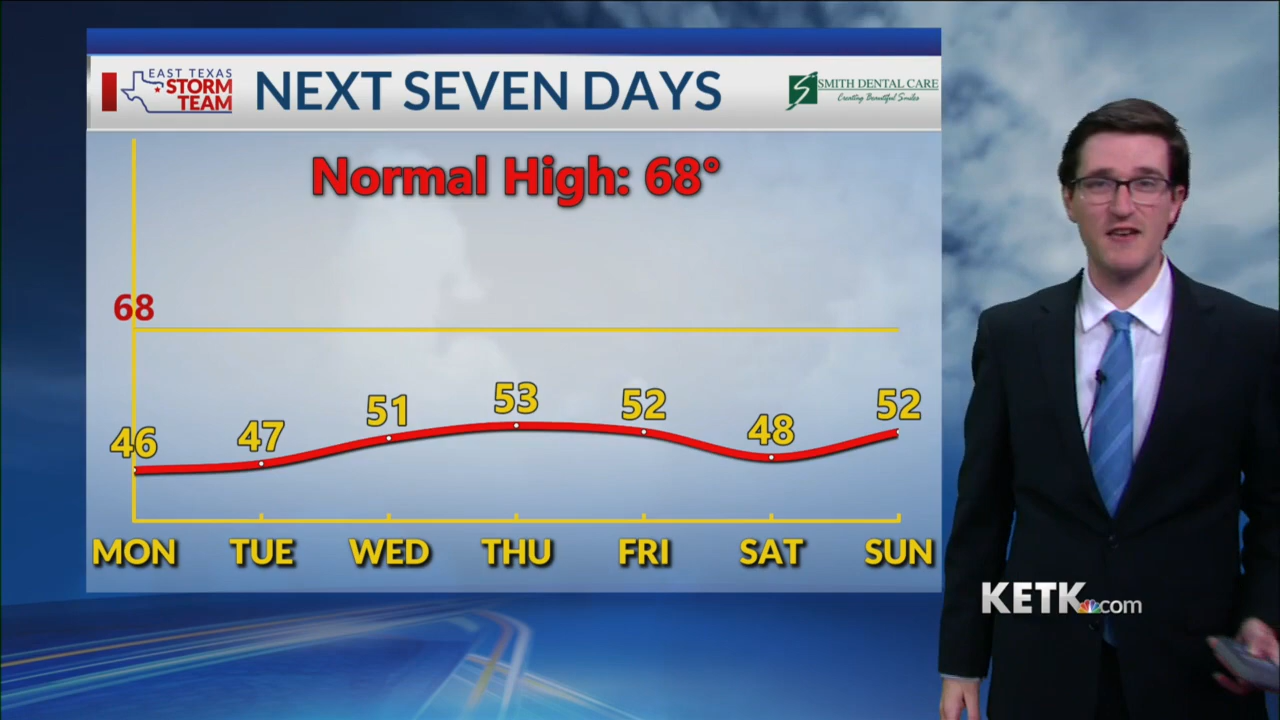 EAST TEXAS
STORM
TEAM
NEXT SEVEN DAYS
SMITH DENTAL CARE
Creating Beautiful Smiles
Normal High: 68°
68
46 47 51 53 52 48 52
MON TUE WED THU FRI SAT SUN
KETK.com